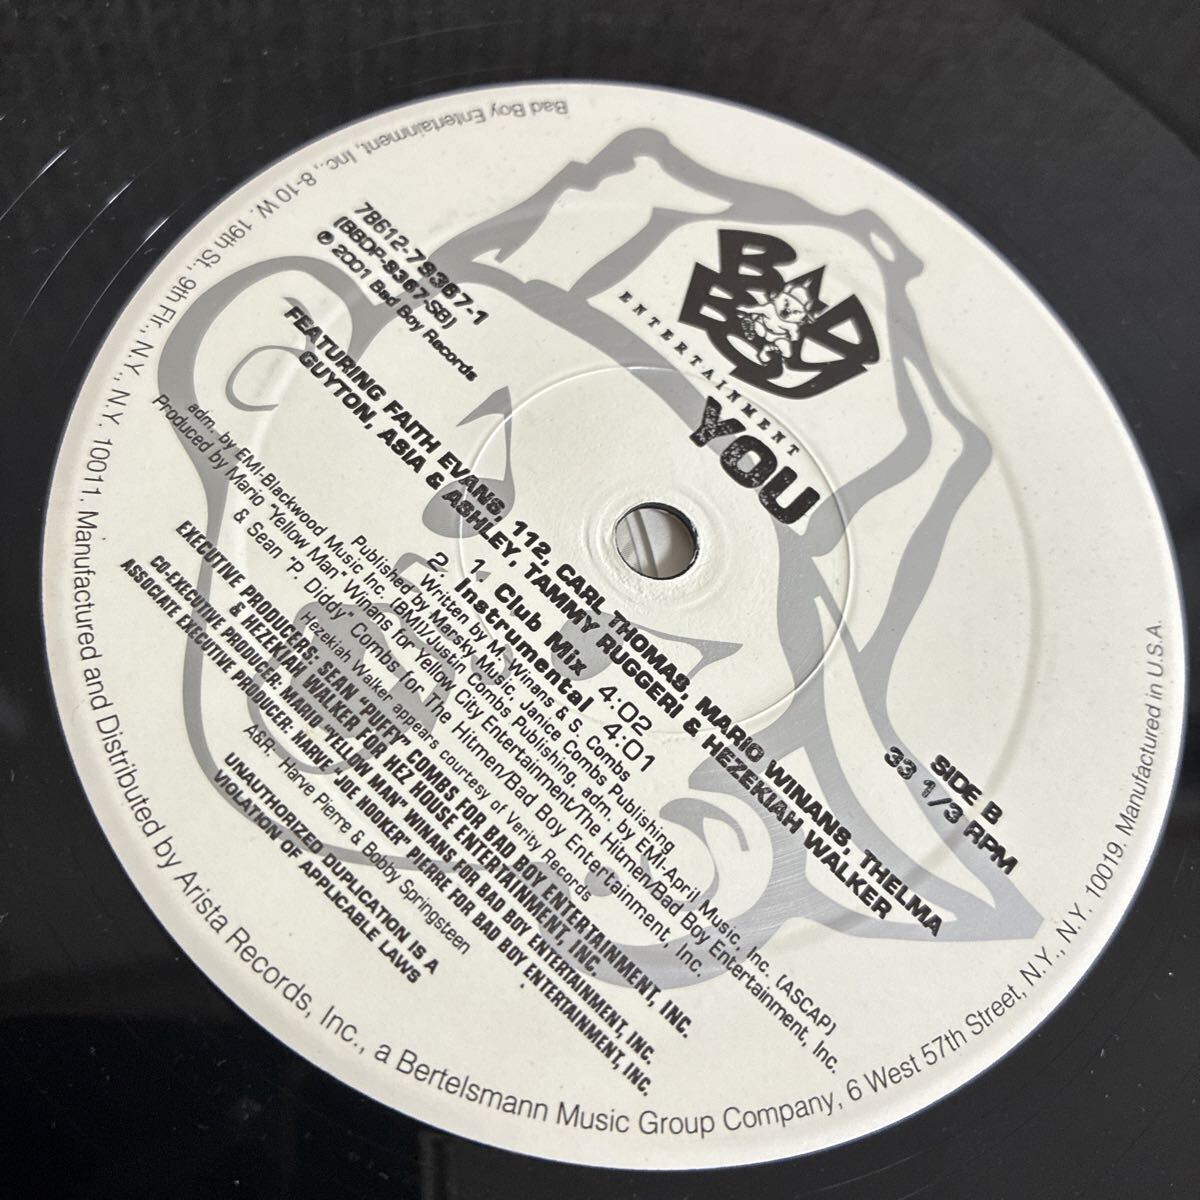 BAD BOY
ENTERTAINMENT
YOU
78612-79367-1
(BBDP-9367-SB)
℗ 2001 Bad Boy Records
SIDE B
33 1/3 RPM
FEATURING FAITH EVANS, 112, CARL THOMAS, MARIO WINANS, THELMA
GUYTON, ASIA & ASHLEY, TAMMY RUGGERI & HEZEKIAH WALKER
1. Club Mix 4:02
2. Instrumental 4:01
Written by M. Winans & S. Combs
Published by Marsky Music, Janice Combs Publishing
adm. by EMI-Blackwood Music Inc. (BMI)/Justin Combs Publishing, adm. by EMI-April Music, Inc. (ASCAP)
Produced by Mario "Yellow Man" Winans for Yellow City Entertainment/The Hitmen/Bad Boy Entertainment, Inc.
& Sean "P. Diddy" Combs for The Hitmen/Bad Boy Entertainment, Inc.
Hezekiah Walker appears courtesy of Verity Records
EXECUTIVE PRODUCERS: SEAN "PUFFY" COMBS FOR BAD BOY ENTERTAINMENT, INC.
& HEZEKIAH WALKER FOR HEZ HOUSE ENTERTAINMENT, INC.
CO-EXECUTIVE PRODUCER: MARIO "YELLOW MAN" WINANS FOR BAD BOY ENTERTAINMENT, INC.
ASSOCIATE EXECUTIVE PRODUCER: HARVE "JOE HOOKER" PIERRE FOR BAD BOY ENTERTAINMENT, INC.
A&R: Harve Pierre & Bobby Springsteen
UNAUTHORIZED DUPLICATION IS A
VIOLATION OF APPLICABLE LAWS
Bad Boy Entertainment, Inc., 8-10 W. 19th St., 9th Flr., N.Y., N.Y. 10011. Manufactured and Distributed by Arista Records, Inc., a Bertelsmann Music Group Company, 6 West 57th Street, N.Y., N.Y. 10019. Manufactured in U.S.A.